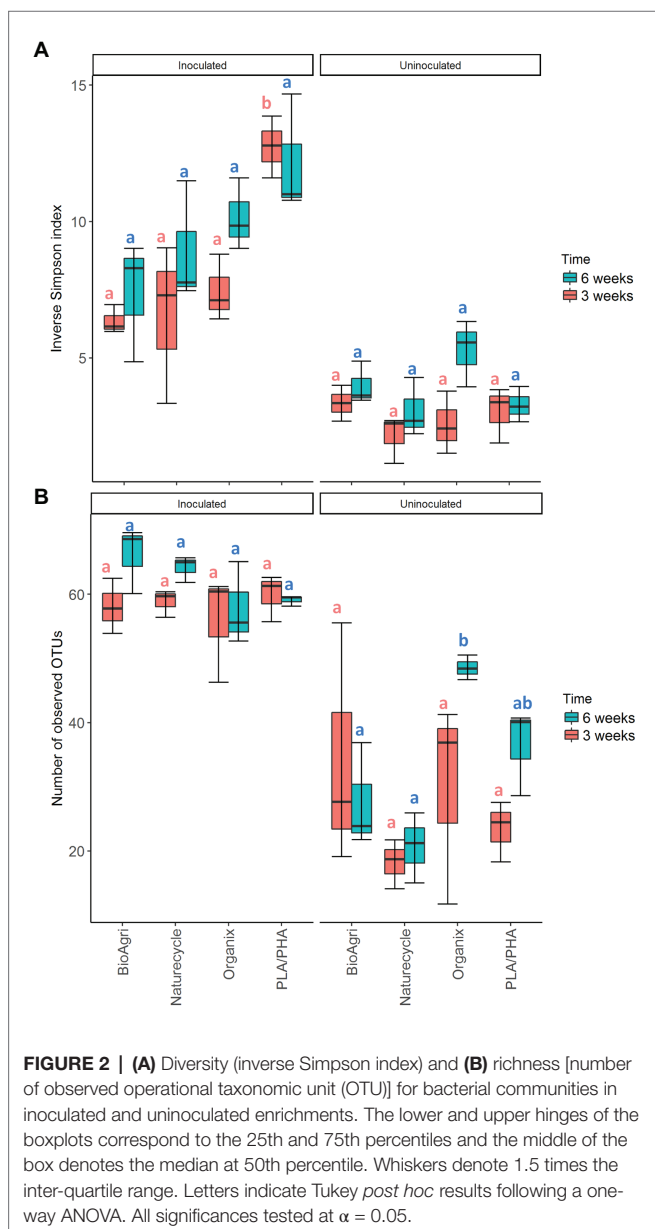 A
Inoculated
Uninoculated
15
10
5
Inverse Simpson index
a
a
a
a
a
a
b
a
a
a
a
a
a
a
a
a
Time
6 weeks
3 weeks
B
Inoculated
Uninoculated
60
40
20
Number of observed OTUs
a
a
a
a
a
a
a
a
a
a
a
a
a
b
a
ab
Time
6 weeks
3 weeks
BioAgri
Naturecycle
Organix
PLA/PHA
BioAgri
Naturecycle
Organix
PLA/PHA
FIGURE 2 | (A) Diversity (inverse Simpson index) and (B) richness [number
of observed operational taxonomic unit (OTU)] for bacterial communities in
inoculated and uninoculated enrichments. The lower and upper hinges of the
boxplots correspond to the 25th and 75th percentiles and the middle of the
box denotes the median at 50th percentile. Whiskers denote 1.5 times the
inter-quartile range. Letters indicate Tukey post hoc results following a one-
way ANOVA. All significances tested at α = 0.05.